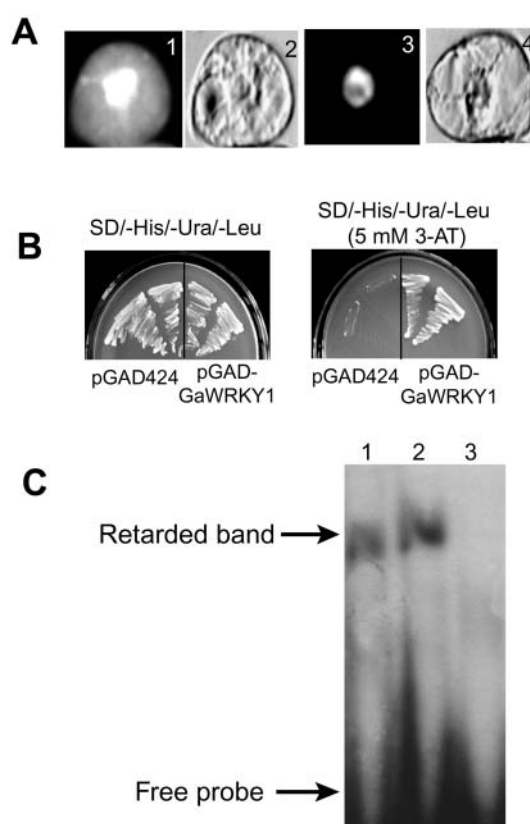 A
1
2
3
4
B
SD/-His/-Ura/-Leu
SD/-His/-Ura/-Leu
(5 mM 3-AT)
pGAD424
pGAD-
GaWRKY1
pGAD424
pGAD-
GaWRKY1
C
1 2 3
Retarded band
Free probe